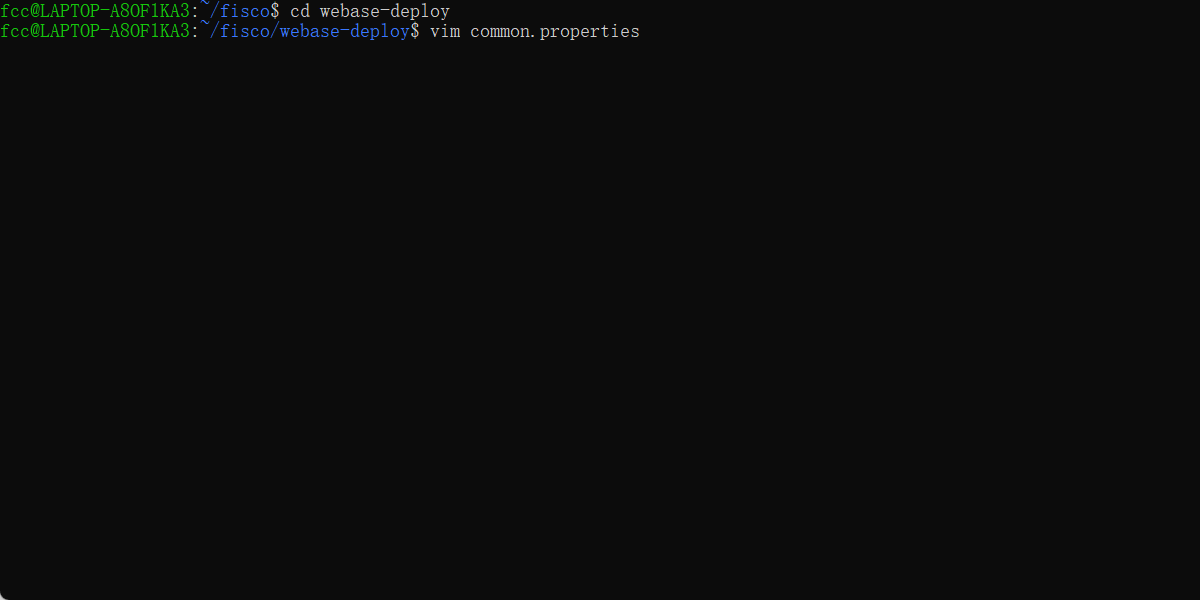 fcc@LAPTOP-A8OF1KA3:~/fisco$ cd webase-deploy
fcc@LAPTOP-A8OF1KA3:~/fisco/webase-deploy$ vim common.properties